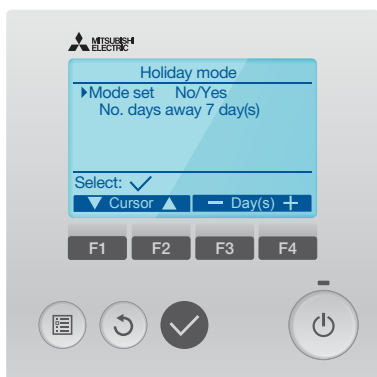 MITSUBISHI
ELECTRIC
Holiday mode
Mode set No/Yes
No. days away 7 day(s)
Select:
Cursor Day(s)
F1 F2 F3 F4